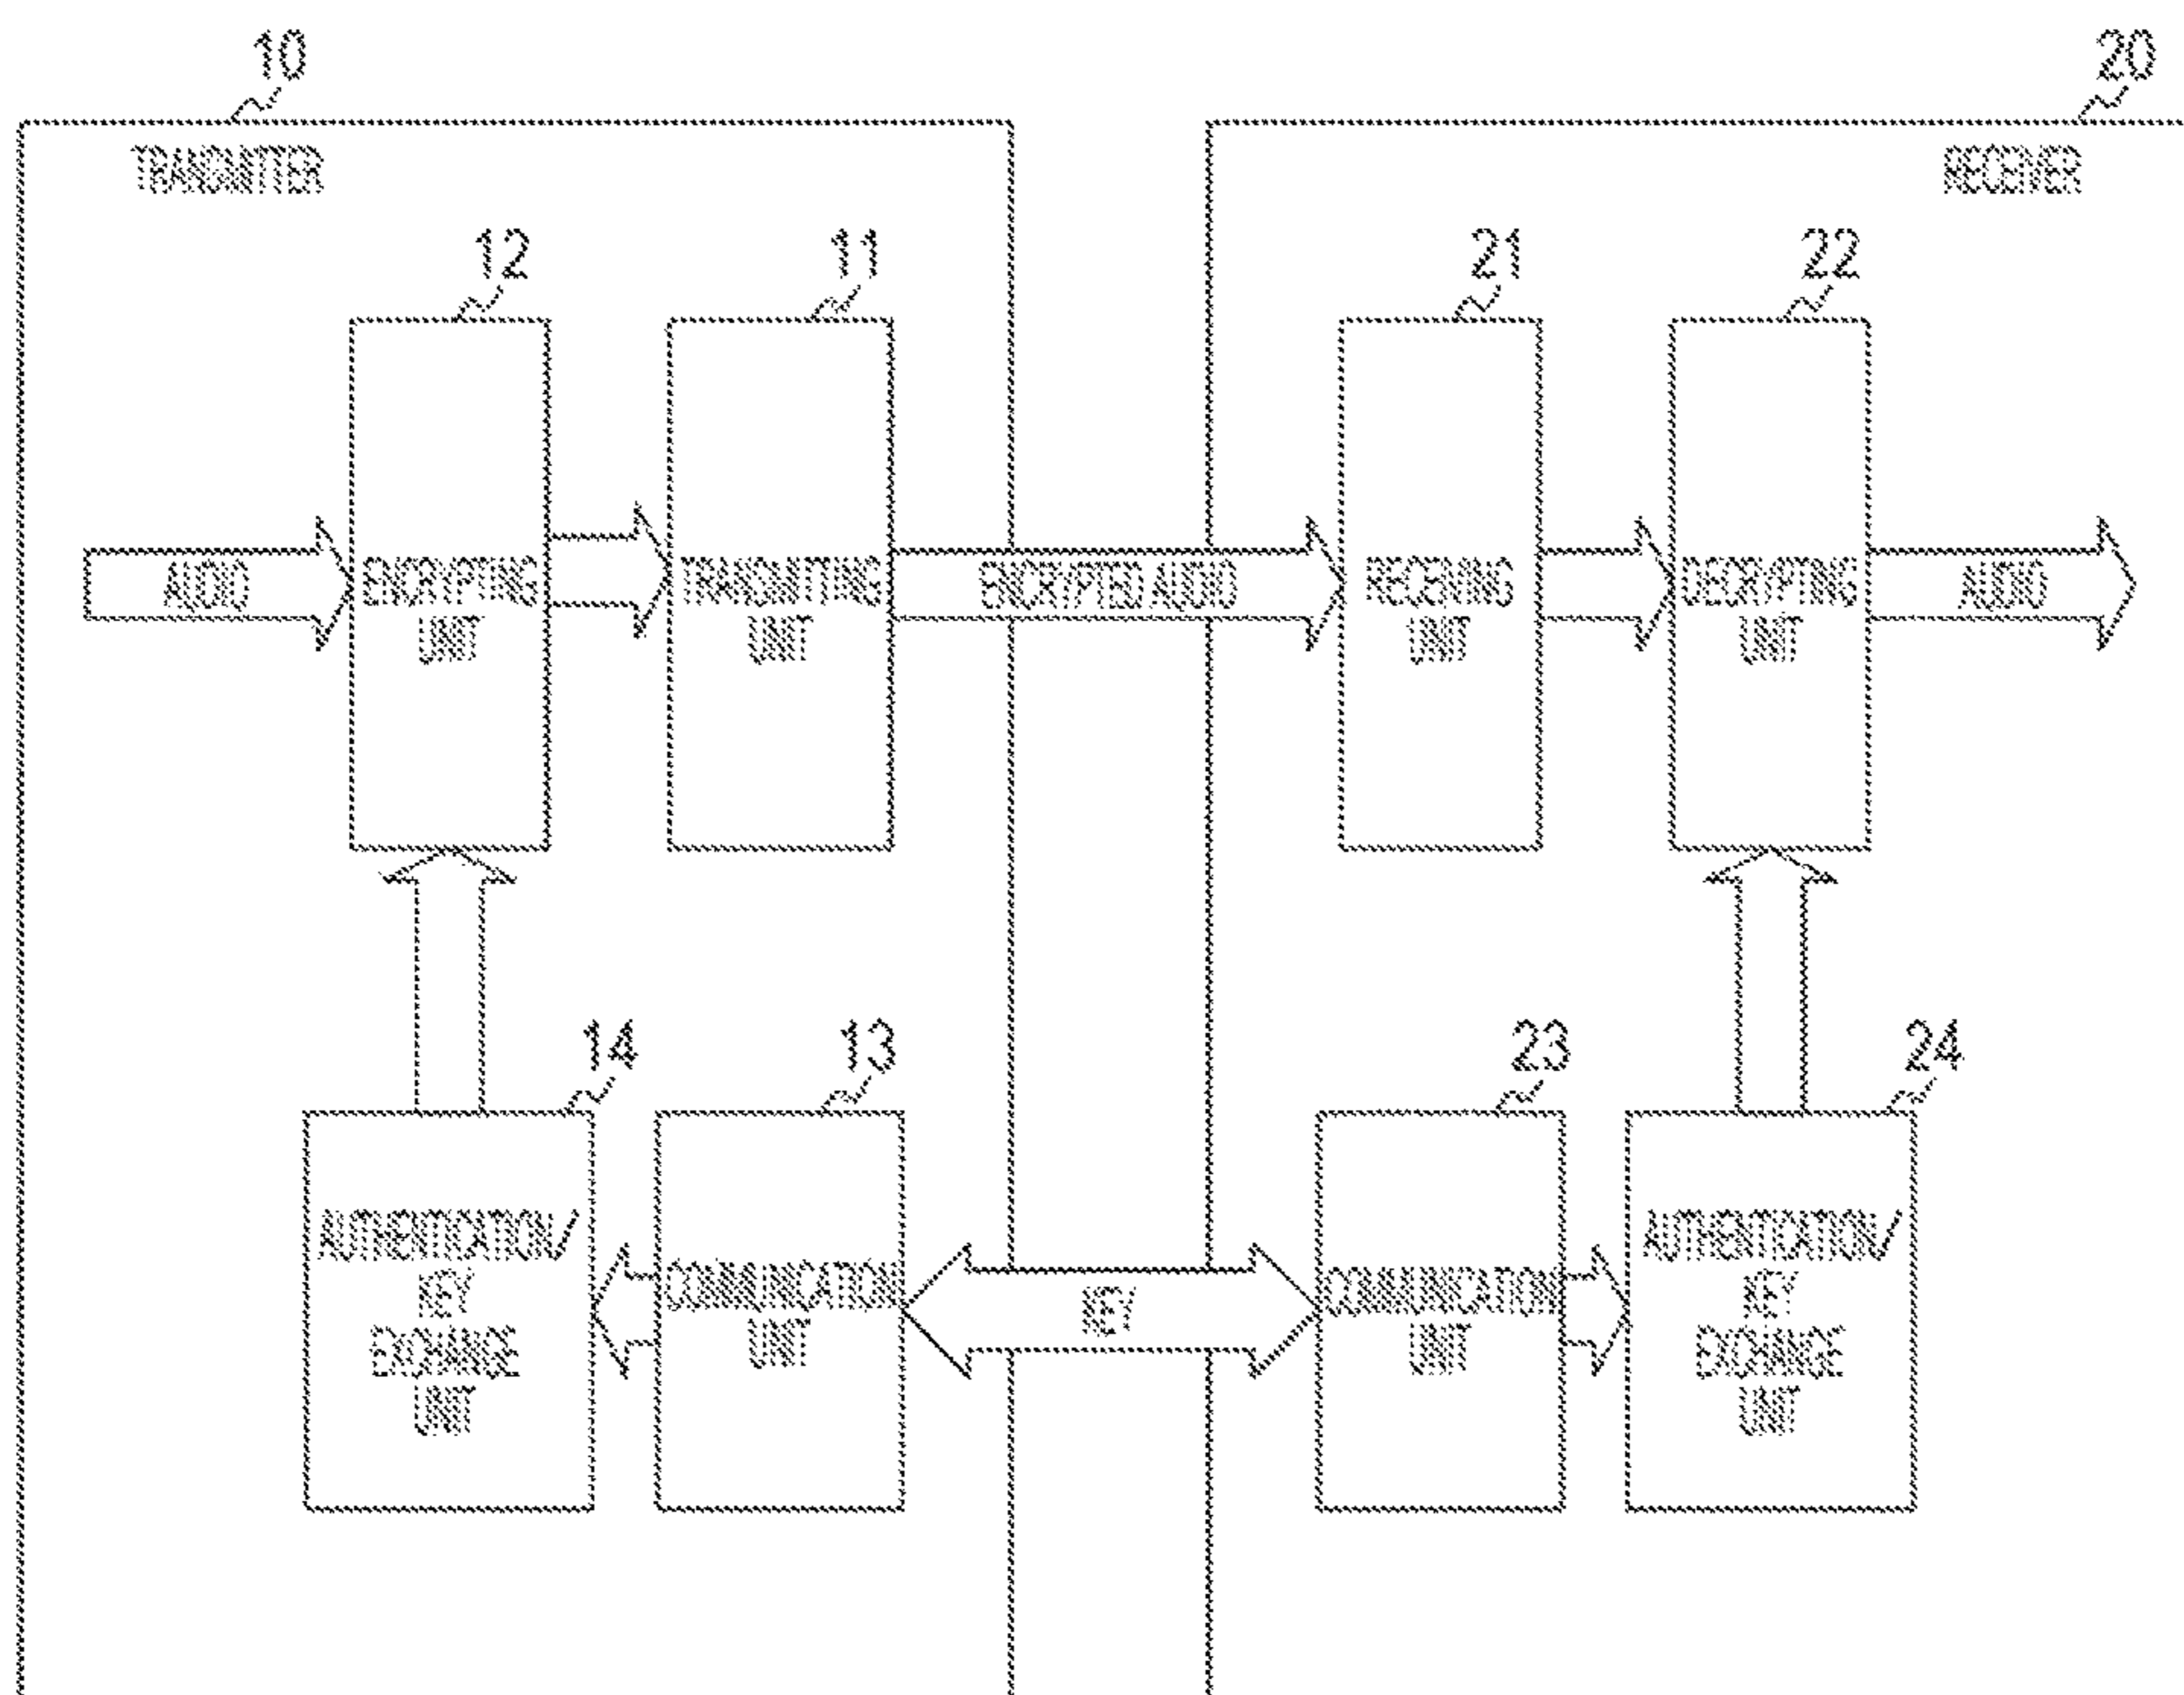 10
20
TRANSMITTER
RECEIVER
12
11
21
22
AUDIO
ENCRYPTING
UNIT
TRANSMITTING
UNIT
ENCRYPTED AUDIO
RECEIVING
UNIT
DECRYPTING
UNIT
AUDIO
14
13
23
24
AUTHENTICATION/
KEY
EXCHANGE
UNIT
COMMUNICATION
UNIT
KEY
COMMUNICATION
UNIT
AUTHENTICATION/
KEY
EXCHANGE
UNIT